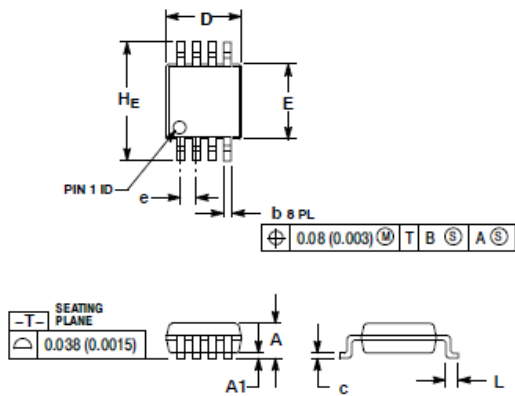 D
HE
E
PIN 1 ID
e
b 8 PL
⌖ 0.08 (0.003) Ⓜ T B Ⓢ A Ⓢ
–T– SEATING
PLANE
⌓ 0.038 (0.0015)
A
A1
c
L